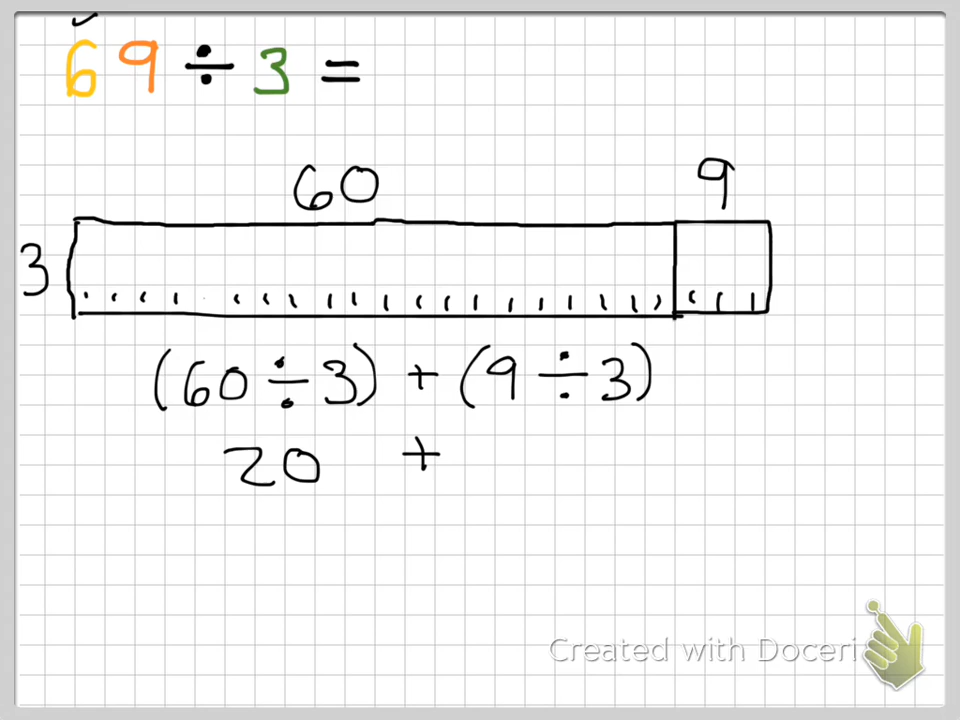 69 ÷ 3 =
60 9
3
(60 ÷ 3) + (9 ÷ 3)
20 +
Created with Doceri